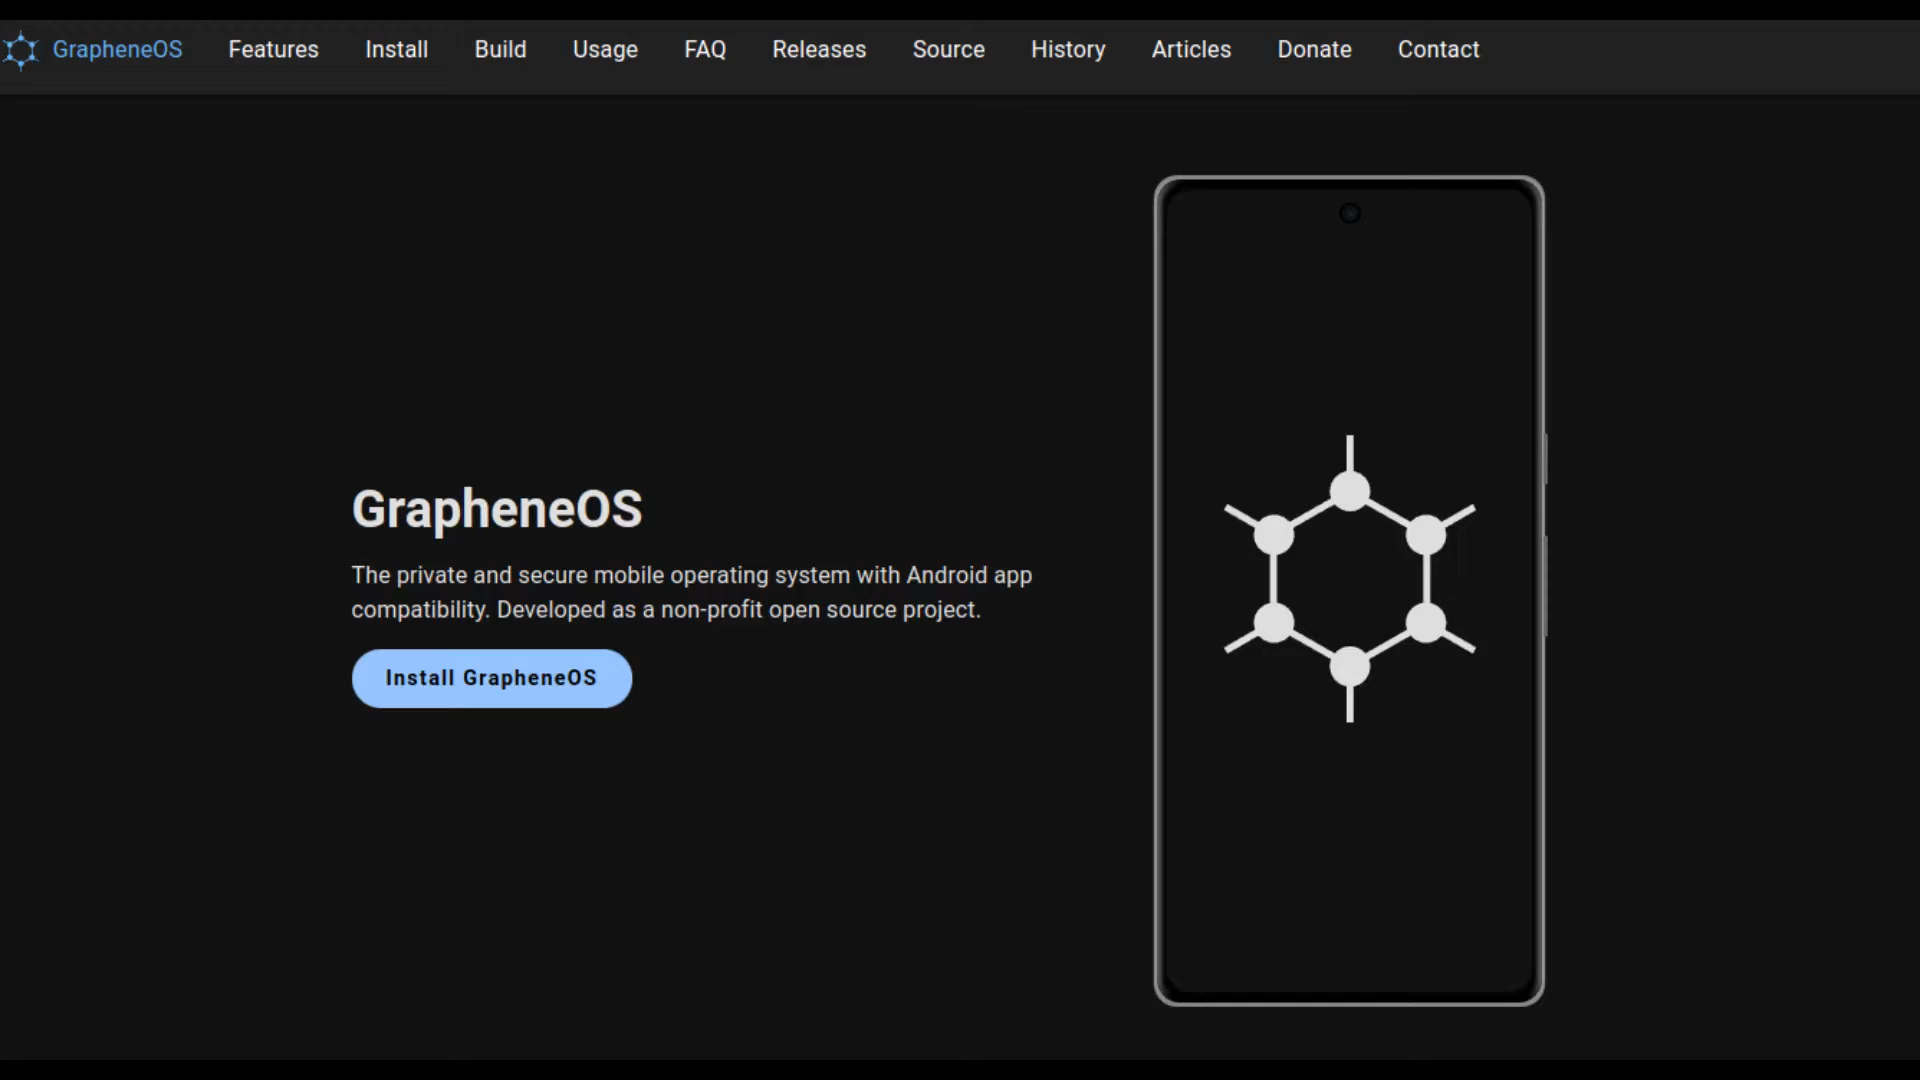 GrapheneOS Features Install Build Usage FAQ Releases Source History Articles Donate Contact
GrapheneOS
The private and secure mobile operating system with Android app
compatibility. Developed as a non-profit open source project.
Install GrapheneOS